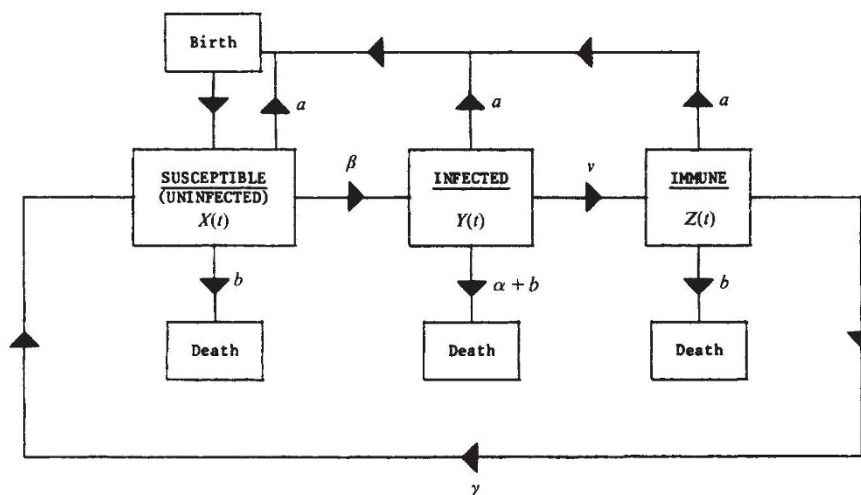 Birth
a
a
a
β
ν
SUSCEPTIBLE
(UNINFECTED)
X(t)
INFECTED
Y(t)
IMMUNE
Z(t)
b
α + b
b
Death
Death
Death
γ